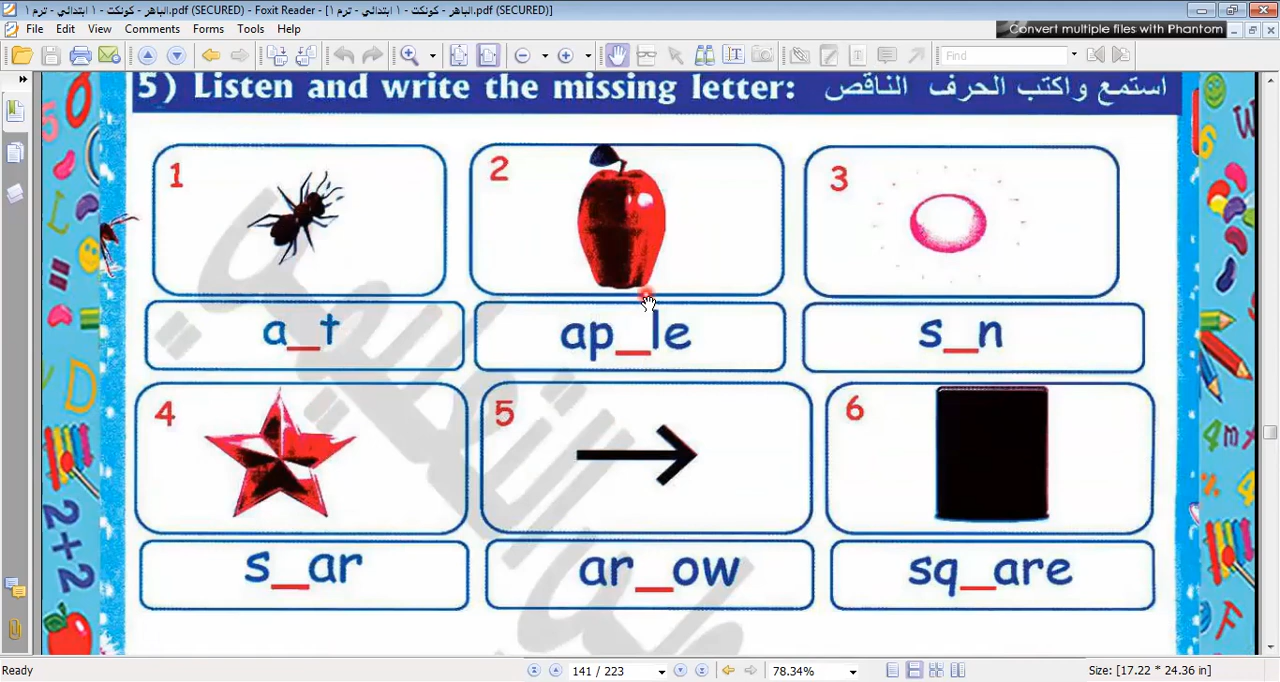 الباهر - كونكت - ١ ابتدائي - ترم ١.pdf (SECURED) - Foxit Reader - [الباهر - كونكت - ١ ابتدائي - ترم ١.pdf (SECURED)]
File Edit View Comments Forms Tools Help
Convert multiple files with Phantom
Find
5) Listen and write the missing letter: استمع واكتب الحرف الناقص
1 2 3
a_t ap_le s_n
4 5 6
s_ar ar_ow sq_are
Ready 141 / 223 78.34% Size: [17.22 * 24.36 in]